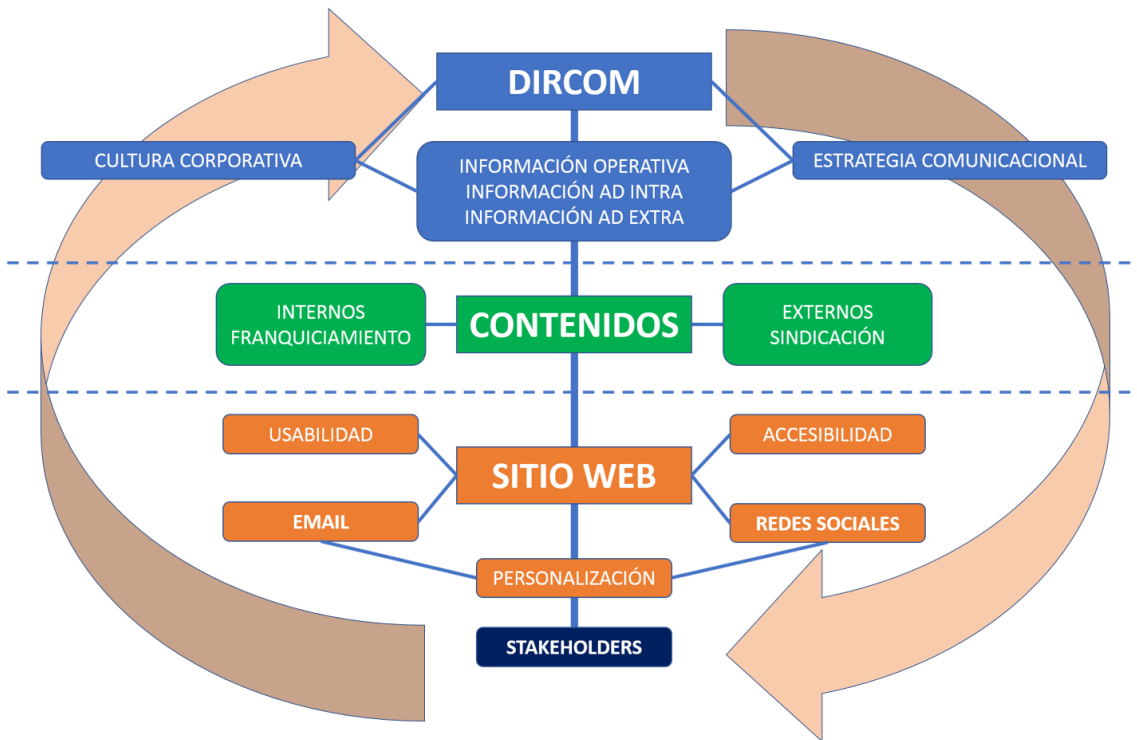 DIRCOM
CULTURA CORPORATIVA
INFORMACIÓN OPERATIVA
INFORMACIÓN AD INTRA
INFORMACIÓN AD EXTRA
ESTRATEGIA COMUNICACIONAL
INTERNOS
FRANQUICIAMIENTO
CONTENIDOS
EXTERNOS
SINDICACIÓN
USABILIDAD
ACCESIBILIDAD
SITIO WEB
EMAIL
REDES SOCIALES
PERSONALIZACIÓN
STAKEHOLDERS